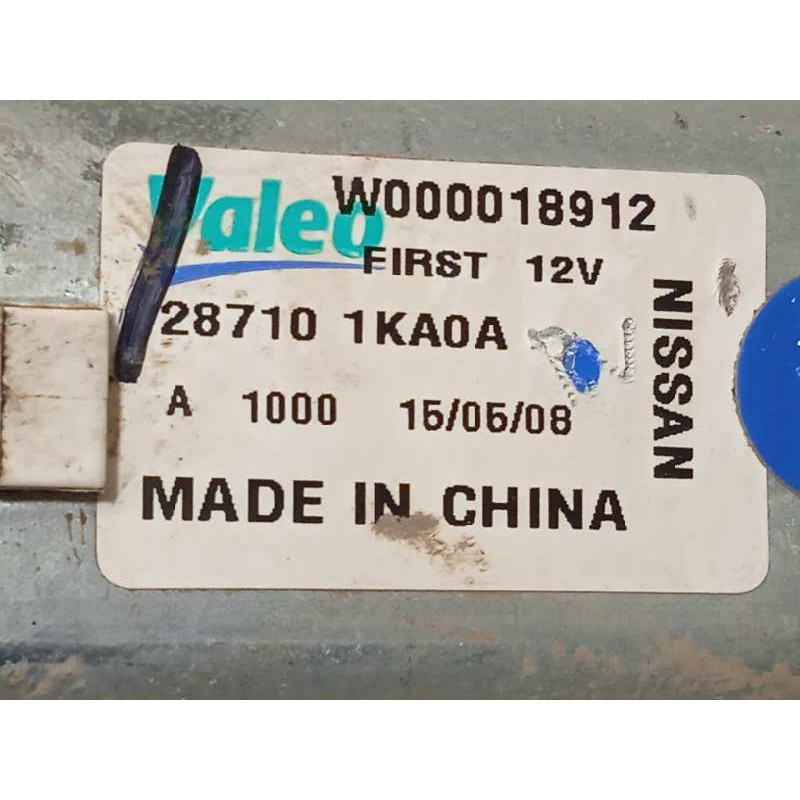 Valeo W000018912
FIRST 12V
28710 1KA0A
A 1000 15/05/08
MADE IN CHINA
NISSAN